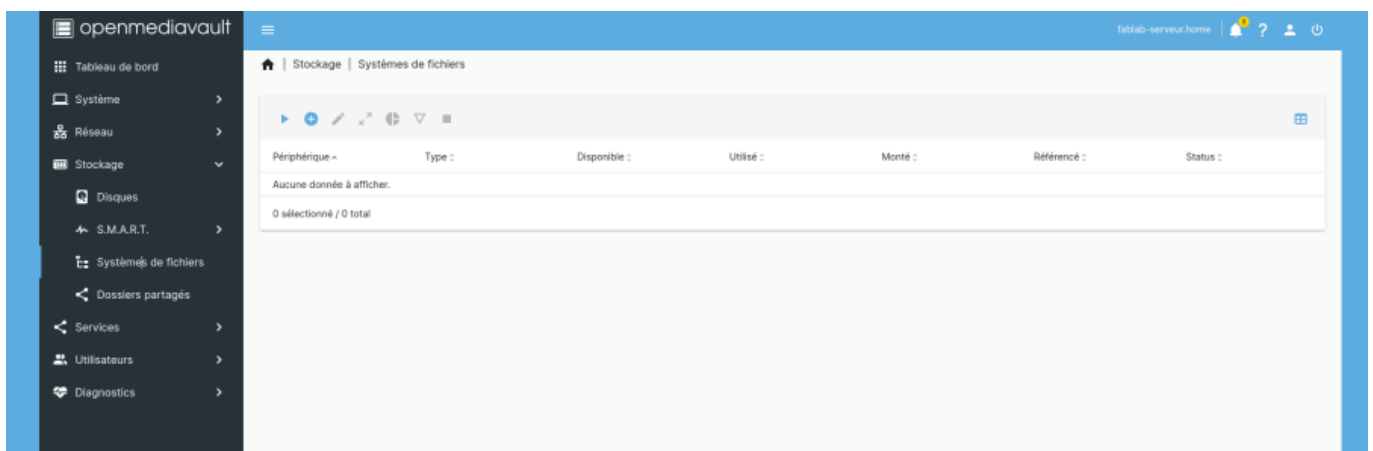 openmediavault
fablab-serveur.home
Tableau de bord
Système
Réseau
Stockage
Disques
S.M.A.R.T.
Systèmes de fichiers
Dossiers partagés
Services
Utilisateurs
Diagnostics
Stockage | Systèmes de fichiers
Périphérique Type Disponible Utilisé Monté Référencé Status
Aucune donnée à afficher.
0 sélectionné / 0 total